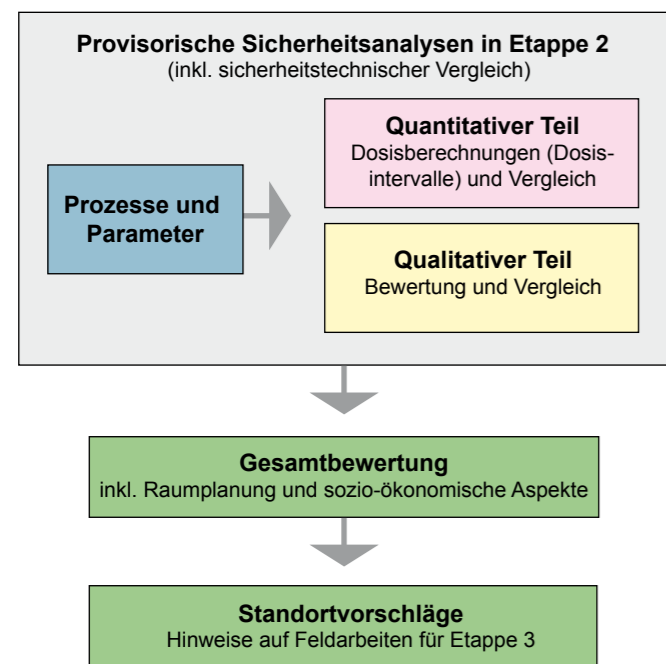 Provisorische Sicherheitsanalysen in Etappe 2
(inkl. sicherheitstechnischer Vergleich)
Prozesse und
Parameter
Quantitativer Teil
Dosisberechnungen (Dosis-
intervalle) und Vergleich
Qualitativer Teil
Bewertung und Vergleich
Gesamtbewertung
inkl. Raumplanung und sozio-ökonomische Aspekte
Standortvorschläge
Hinweise auf Feldarbeiten für Etappe 3